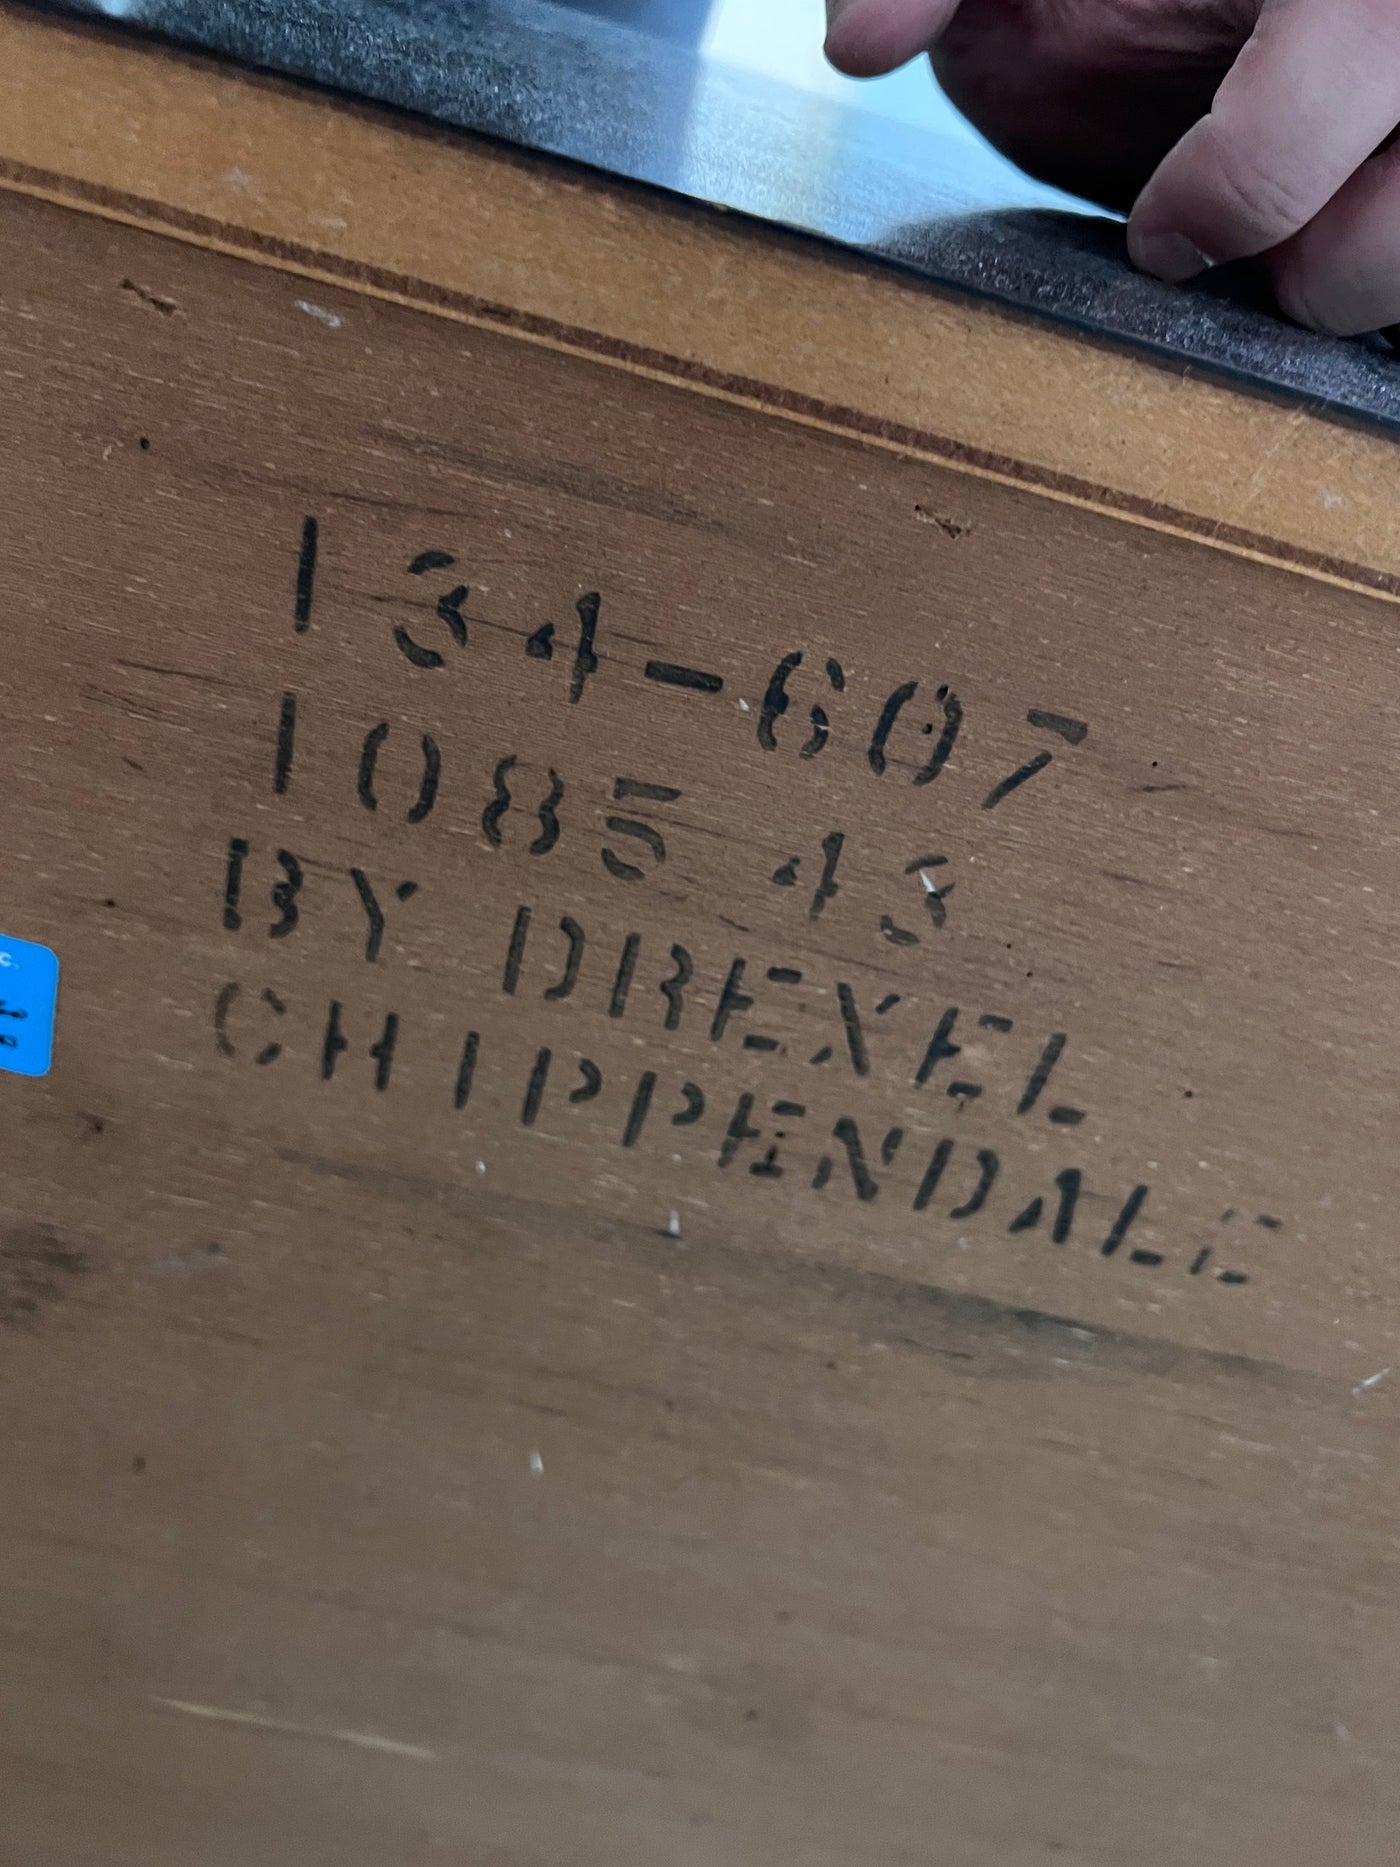 134-607
1085 43
BY DREXEL
CHIPPENDALE